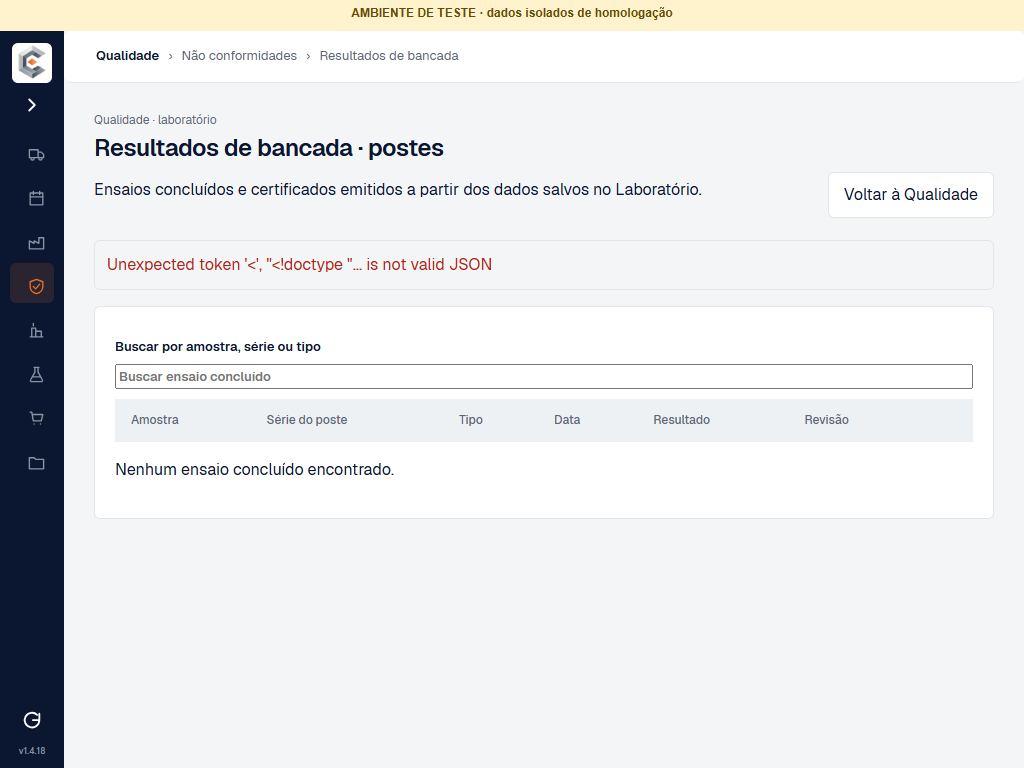 AMBIENTE DE TESTE · dados isolados de homologação
Qualidade › Não conformidades › Resultados de bancada
Qualidade · laboratório
Resultados de bancada · postes
Ensaios concluídos e certificados emitidos a partir dos dados salvos no Laboratório.
Voltar à Qualidade
Unexpected token '<', "<!doctype "... is not valid JSON
Buscar por amostra, série ou tipo
Buscar ensaio concluído
Amostra Série do poste Tipo Data Resultado Revisão
Nenhum ensaio concluído encontrado.
v1.4.18